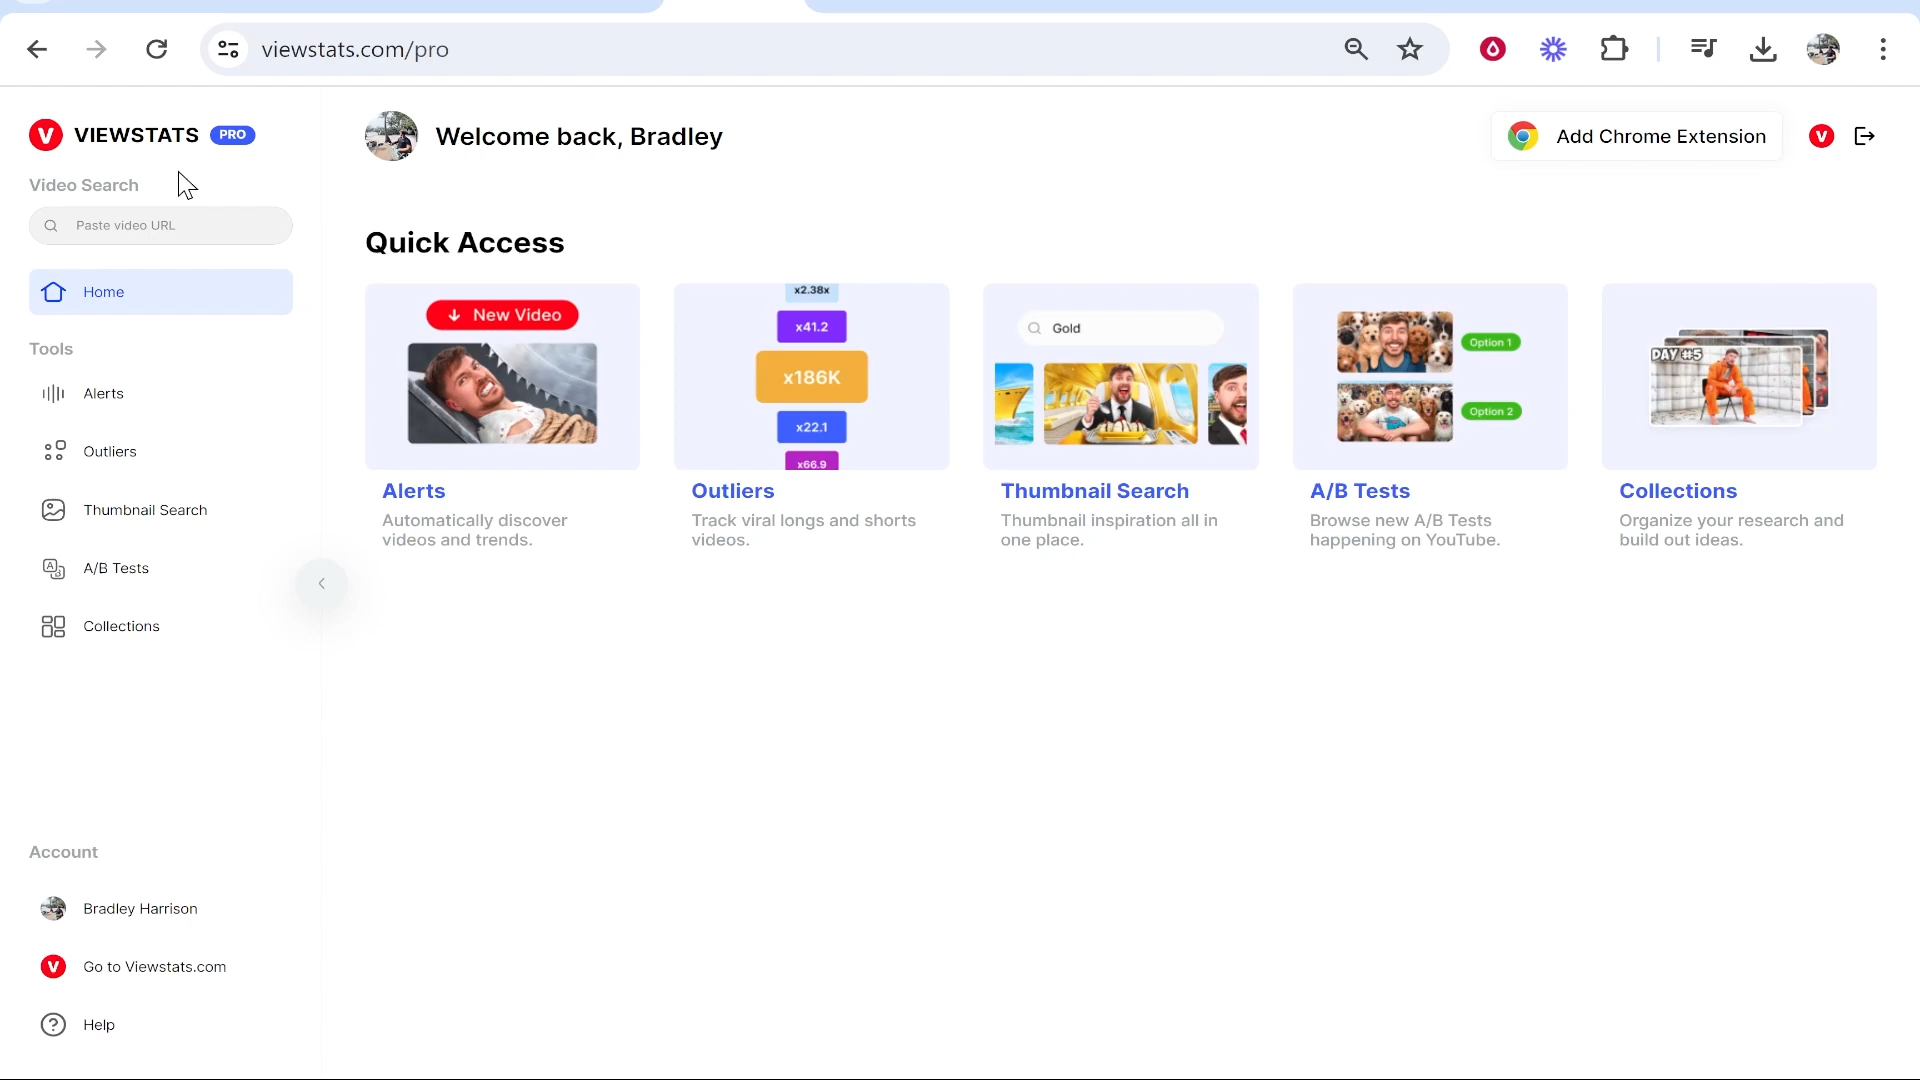 viewstats.com/pro
V VIEWSTATS PRO
Welcome back, Bradley
Add Chrome Extension
V
Video Search
Paste video URL
Home
Tools
Alerts
Outliers
Thumbnail Search
A/B Tests
Collections
Quick Access
New Video
Alerts
Automatically discover
videos and trends.
x2.38x
x41.2
x186K
x22.1
x66.9
Outliers
Track viral longs and shorts
videos.
Gold
Thumbnail Search
Thumbnail inspiration all in
one place.
Option 1
Option 2
A/B Tests
Browse new A/B Tests
happening on YouTube.
DAY #5
Collections
Organize your research and
build out ideas.
Account
Bradley Harrison
V Go to Viewstats.com
? Help